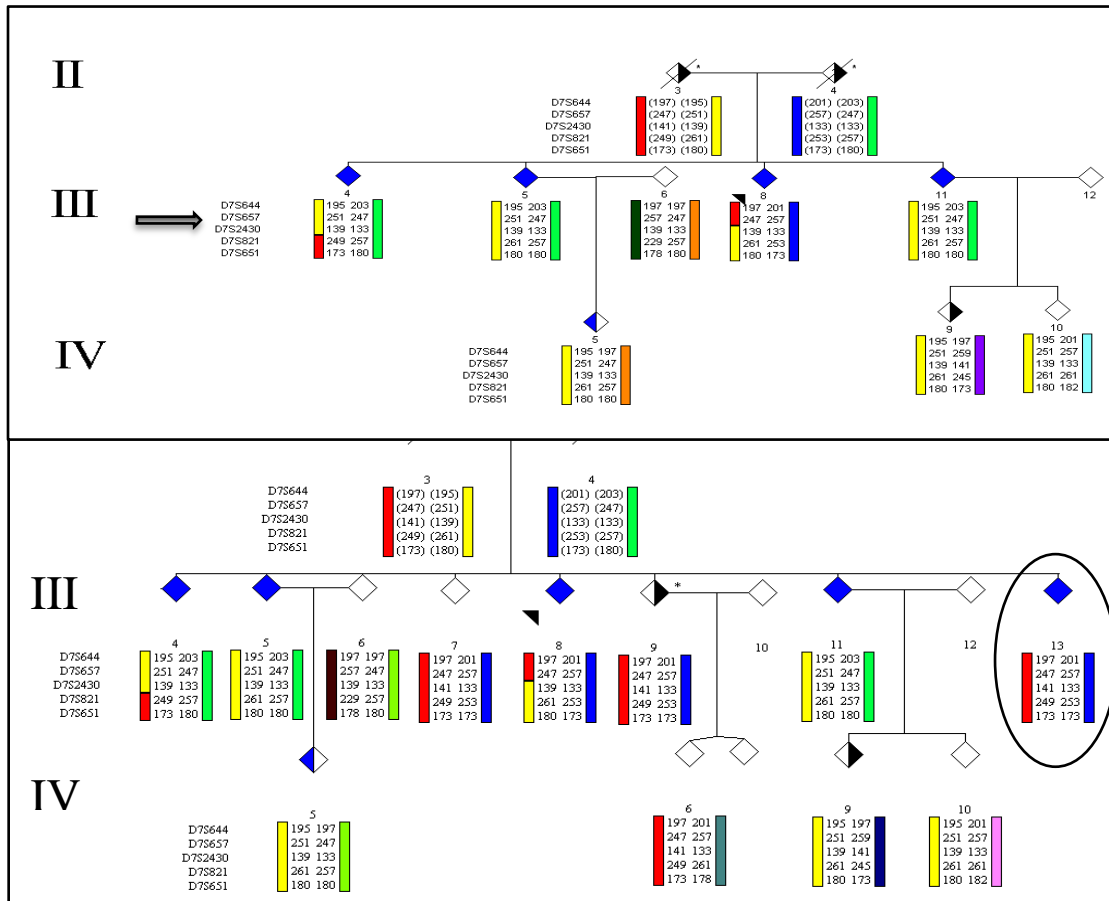 II
* *
3 4
D7S644 (197) (195) (201) (203)
D7S657 (247) (251) (257) (247)
D7S2430 (141) (139) (133) (133)
D7S821 (249) (261) (253) (257)
D7S651 (173) (180) (173) (180)
III
4 5 6 8 11 12
D7S644 195 203 195 203 197 197 197 201 195 203
D7S657 251 247 251 247 257 247 247 257 251 247
D7S2430 139 133 139 133 139 133 139 133 139 133
D7S821 249 257 261 257 229 257 261 253 261 257
D7S651 173 180 180 180 178 180 180 173 180 180
IV
5 9 10
D7S644 195 197 195 197 195 201
D7S657 251 247 251 259 251 257
D7S2430 139 133 139 141 139 133
D7S821 261 257 261 245 261 261
D7S651 180 180 180 173 180 182
3 4
D7S644 (197) (195) (201) (203)
D7S657 (247) (251) (257) (247)
D7S2430 (141) (139) (133) (133)
D7S821 (249) (261) (253) (257)
D7S651 (173) (180) (173) (180)
III
*
4 5 6 7 8 9 10 11 12 13
D7S644 195 203 195 203 197 197 197 201 197 201 197 201 195 203 197 201
D7S657 251 247 251 247 257 247 247 257 247 257 247 257 251 247 247 257
D7S2430 139 133 139 133 139 133 141 133 139 133 141 133 139 133 141 133
D7S821 249 257 261 257 229 257 249 253 261 253 249 253 261 257 249 253
D7S651 173 180 180 180 178 180 173 173 180 173 173 173 180 180 173 173
IV
5 6 9 10
D7S644 195 197 197 201 195 197 195 201
D7S657 251 247 247 257 251 259 251 257
D7S2430 139 133 141 133 139 141 139 133
D7S821 261 257 249 261 261 245 261 261
D7S651 180 180 173 178 180 173 180 182